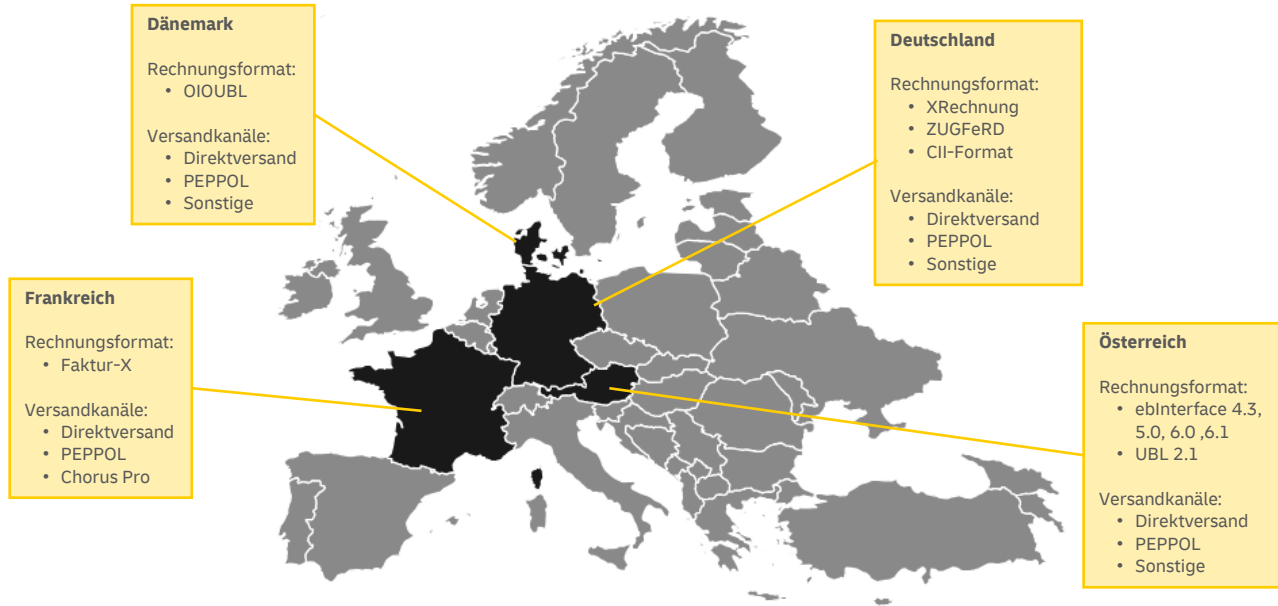 Dänemark
Rechnungsformat:
• OIOUBL
Versandkanäle:
• Direktversand
• PEPPOL
• Sonstige
Deutschland
Rechnungsformat:
• XRechnung
• ZUGFeRD
• CII-Format
Versandkanäle:
• Direktversand
• PEPPOL
• Sonstige
Frankreich
Rechnungsformat:
• Faktur-X
Versandkanäle:
• Direktversand
• PEPPOL
• Chorus Pro
Österreich
Rechnungsformat:
• ebInterface 4.3,
5.0, 6.0 ,6.1
• UBL 2.1
Versandkanäle:
• Direktversand
• PEPPOL
• Sonstige